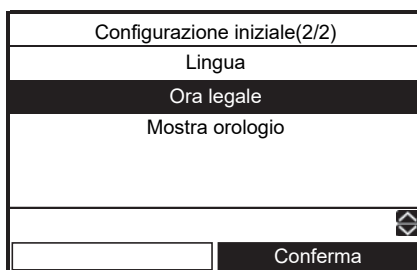 Configurazione iniziale(2/2)
Lingua
Ora legale
Mostra orologio
Conferma